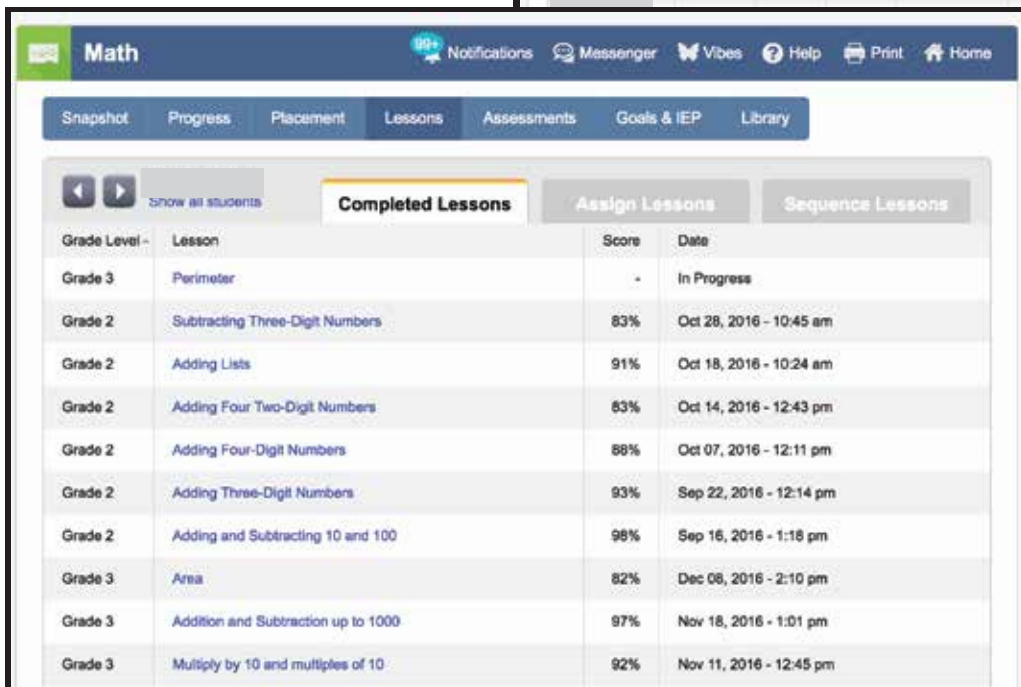 Math 99+ Notifications Messenger Vibes Help Print Home
Snapshot Progress Placement Lessons Assessments Goals & IEP Library
Show all students Completed Lessons Assign Lessons Sequence Lessons
Grade Level Lesson Score Date
Grade 3 Perimeter - In Progress
Grade 2 Subtracting Three-Digit Numbers 83% Oct 28, 2016 - 10:45 am
Grade 2 Adding Lists 91% Oct 18, 2016 - 10:24 am
Grade 2 Adding Four Two-Digit Numbers 83% Oct 14, 2016 - 12:43 pm
Grade 2 Adding Four-Digit Numbers 88% Oct 07, 2016 - 12:11 pm
Grade 2 Adding Three-Digit Numbers 93% Sep 22, 2016 - 12:14 pm
Grade 2 Adding and Subtracting 10 and 100 98% Sep 16, 2016 - 1:18 pm
Grade 3 Area 82% Dec 08, 2016 - 2:10 pm
Grade 3 Addition and Subtraction up to 1000 97% Nov 18, 2016 - 1:01 pm
Grade 3 Multiply by 10 and multiples of 10 92% Nov 11, 2016 - 12:45 pm